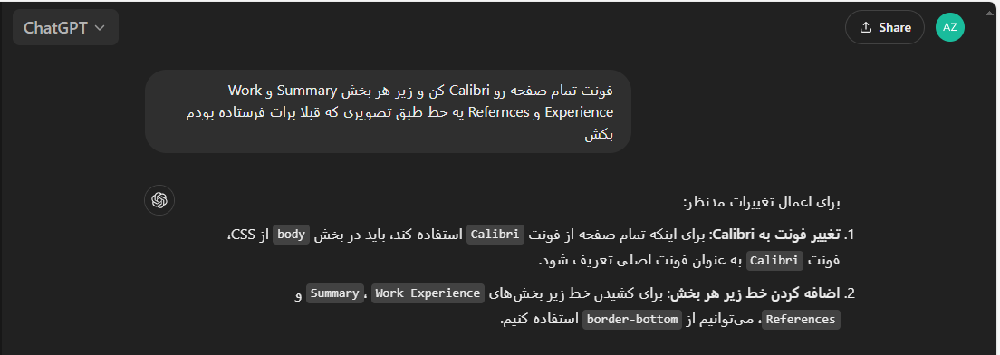 ChatGPT
Share
AZ
فونت تمام صفحه رو Calibri کن و زیر هر بخش Summary و Work
Experience و Refernces یه خط طبق تصویری که قبلا برات فرستاده بودم
بکش
برای اعمال تغییرات مدنظر:
1. تغییر فونت به Calibri: برای اینکه تمام صفحه از فونت Calibri استفاده کند، باید در بخش body از CSS،
فونت Calibri به عنوان فونت اصلی تعریف شود.
2. اضافه کردن خط زیر هر بخش: برای کشیدن خط زیر بخش‌های Work Experience، Summary و
References، می‌توانیم از border-bottom استفاده کنیم.